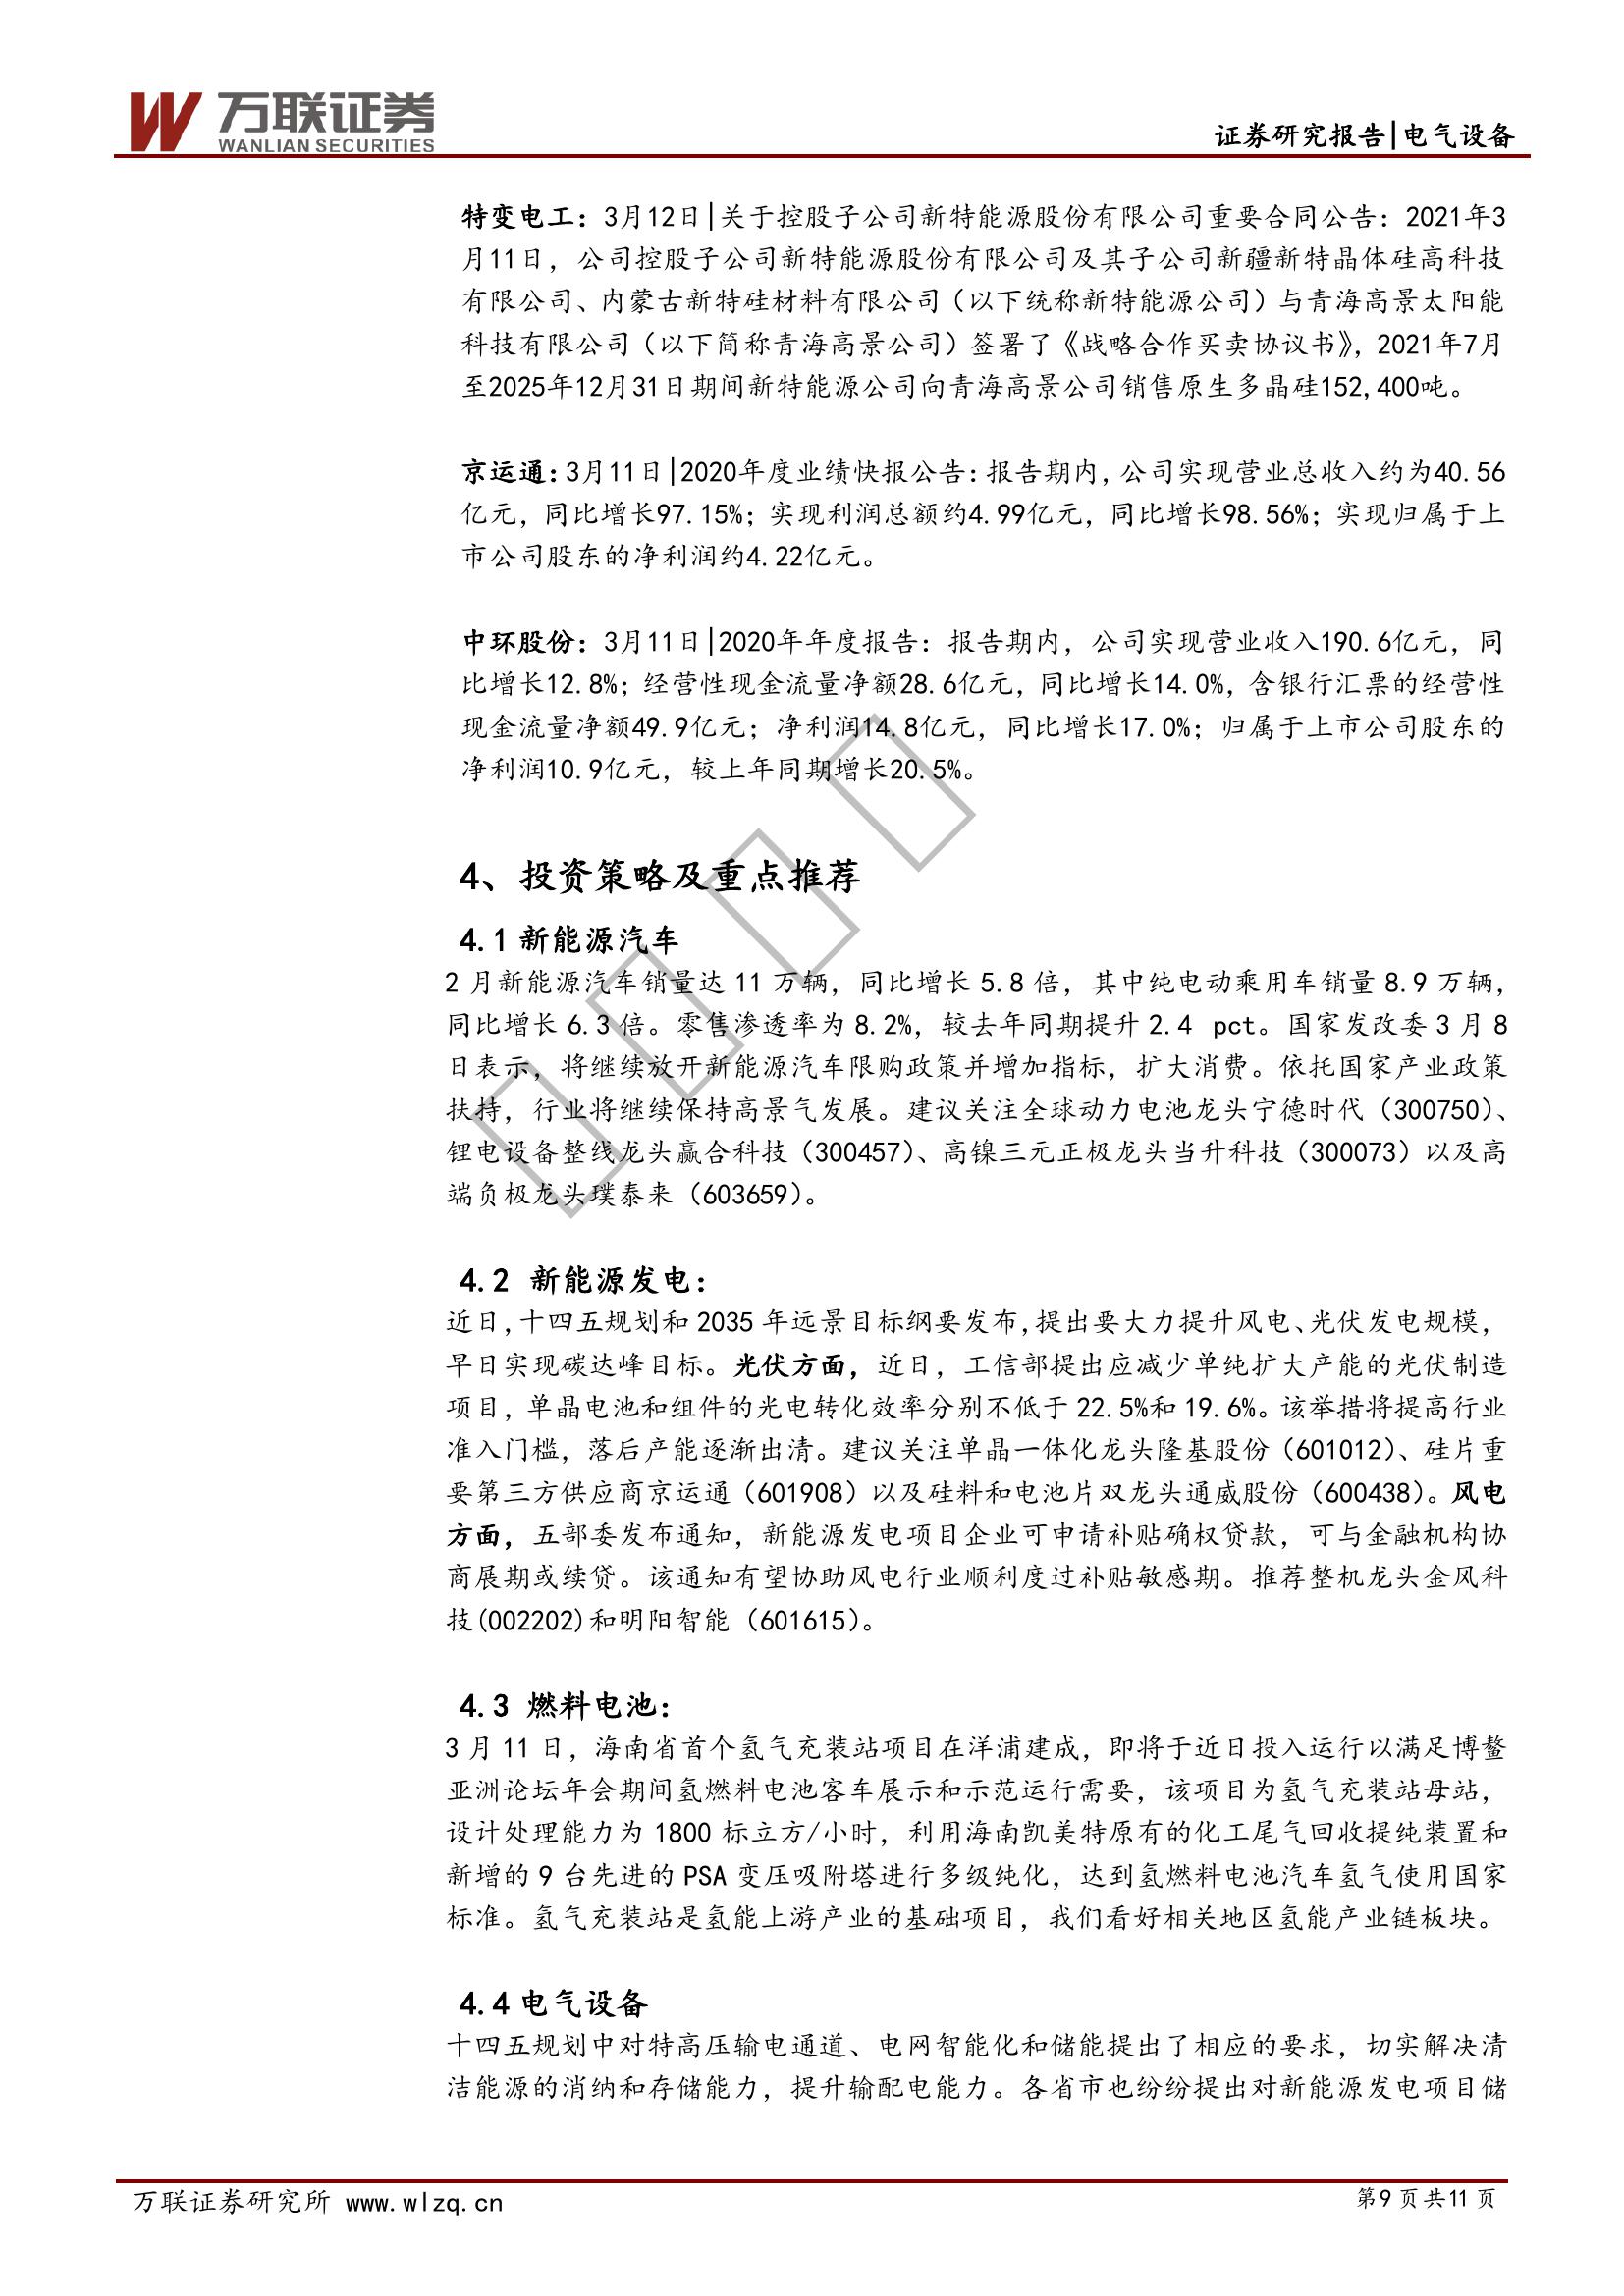 万联证券
WANLIAN SECURITIES
证券研究报告|电气设备
特变电工：3月12日|关于控股子公司新特能源股份有限公司重要合同公告：2021年3
月11日，公司控股子公司新特能源股份有限公司及其子公司新疆新特晶体硅高科技
有限公司、内蒙古新特硅材料有限公司（以下统称新特能源公司）与青海高景太阳能
科技有限公司（以下简称青海高景公司）签署了《战略合作买卖协议书》，2021年7月
至2025年12月31日期间新特能源公司向青海高景公司销售原生多晶硅152,400吨。
京运通：3月11日|2020年度业绩快报公告：报告期内，公司实现营业总收入约为40.56
亿元，同比增长97.15%；实现利润总额约4.99亿元，同比增长98.56%；实现归属于上
市公司股东的净利润约4.22亿元。
中环股份：3月11日|2020年年度报告：报告期内，公司实现营业收入190.6亿元，同
比增长12.8%；经营性现金流量净额28.6亿元，同比增长14.0%，含银行汇票的经营性
现金流量净额49.9亿元；净利润14.8亿元，同比增长17.0%；归属于上市公司股东的
净利润10.9亿元，较上年同期增长20.5%。
4、投资策略及重点推荐
4.1 新能源汽车
2 月新能源汽车销量达 11 万辆，同比增长 5.8 倍，其中纯电动乘用车销量 8.9 万辆，
同比增长 6.3 倍。零售渗透率为 8.2%，较去年同期提升 2.4 pct。国家发改委 3 月 8
日表示，将继续放开新能源汽车限购政策并增加指标，扩大消费。依托国家产业政策
扶持，行业将继续保持高景气发展。建议关注全球动力电池龙头宁德时代（300750）、
锂电设备整线龙头赢合科技（300457）、高镍三元正极龙头当升科技（300073）以及高
端负极龙头璞泰来（603659）。
4.2 新能源发电：
近日，十四五规划和 2035 年远景目标纲要发布，提出要大力提升风电、光伏发电规模，
早日实现碳达峰目标。光伏方面，近日，工信部提出应减少单纯扩大产能的光伏制造
项目，单晶电池和组件的光电转化效率分别不低于 22.5%和 19.6%。该举措将提高行业
准入门槛，落后产能逐渐出清。建议关注单晶一体化龙头隆基股份（601012）、硅片重
要第三方供应商京运通（601908）以及硅料和电池片双龙头通威股份（600438）。风电
方面，五部委发布通知，新能源发电项目企业可申请补贴确权贷款，可与金融机构协
商展期或续贷。该通知有望协助风电行业顺利度过补贴敏感期。推荐整机龙头金风科
技(002202)和明阳智能（601615）。
4.3 燃料电池：
3 月 11 日，海南省首个氢气充装站项目在洋浦建成，即将于近日投入运行以满足博鳌
亚洲论坛年会期间氢燃料电池客车展示和示范运行需要，该项目为氢气充装站母站，
设计处理能力为 1800 标立方/小时，利用海南凯美特原有的化工尾气回收提纯装置和
新增的 9 台先进的 PSA 变压吸附塔进行多级纯化，达到氢燃料电池汽车氢气使用国家
标准。氢气充装站是氢能上游产业的基础项目，我们看好相关地区氢能产业链板块。
4.4 电气设备
十四五规划中对特高压输电通道、电网智能化和储能提出了相应的要求，切实解决清
洁能源的消纳和存储能力，提升输配电能力。各省市也纷纷提出对新能源发电项目储
万联证券研究所 www.wlzq.cn
第9 页 共11 页